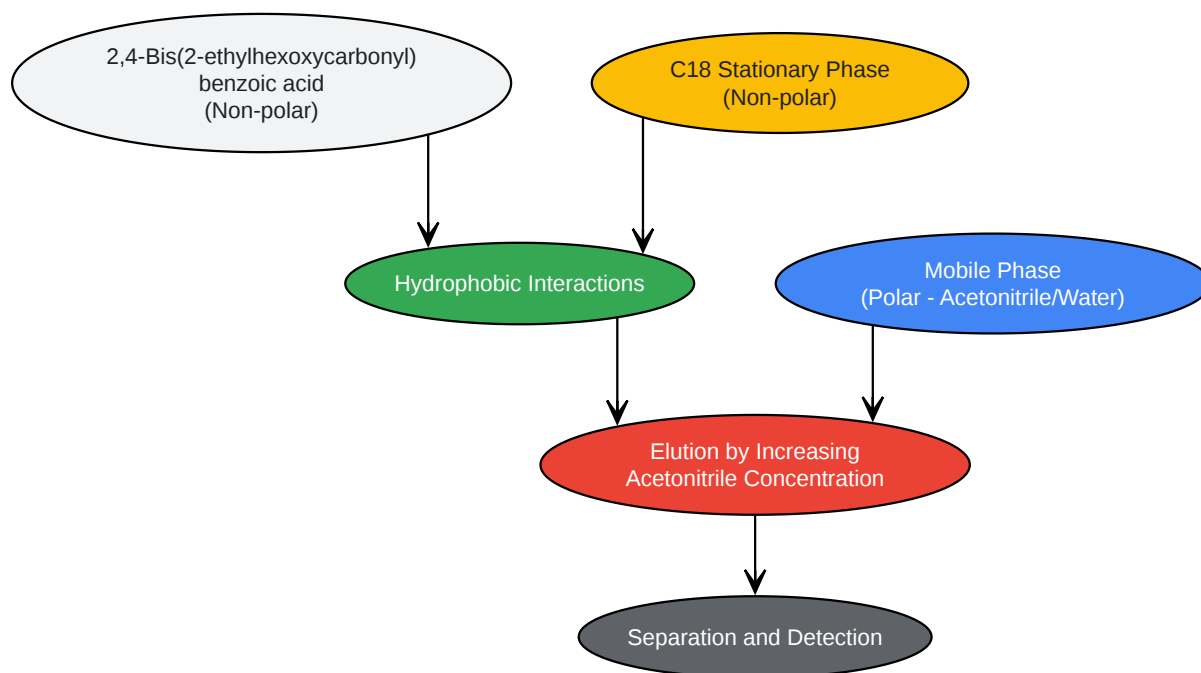 2,4-Bis(2-ethylhexoxycarbonyl)
benzoic acid
(Non-polar)
C18 Stationary Phase
(Non-polar)
Hydrophobic Interactions
Mobile Phase
(Polar - Acetonitrile/Water)
Elution by Increasing
Acetonitrile Concentration
Separation and Detection